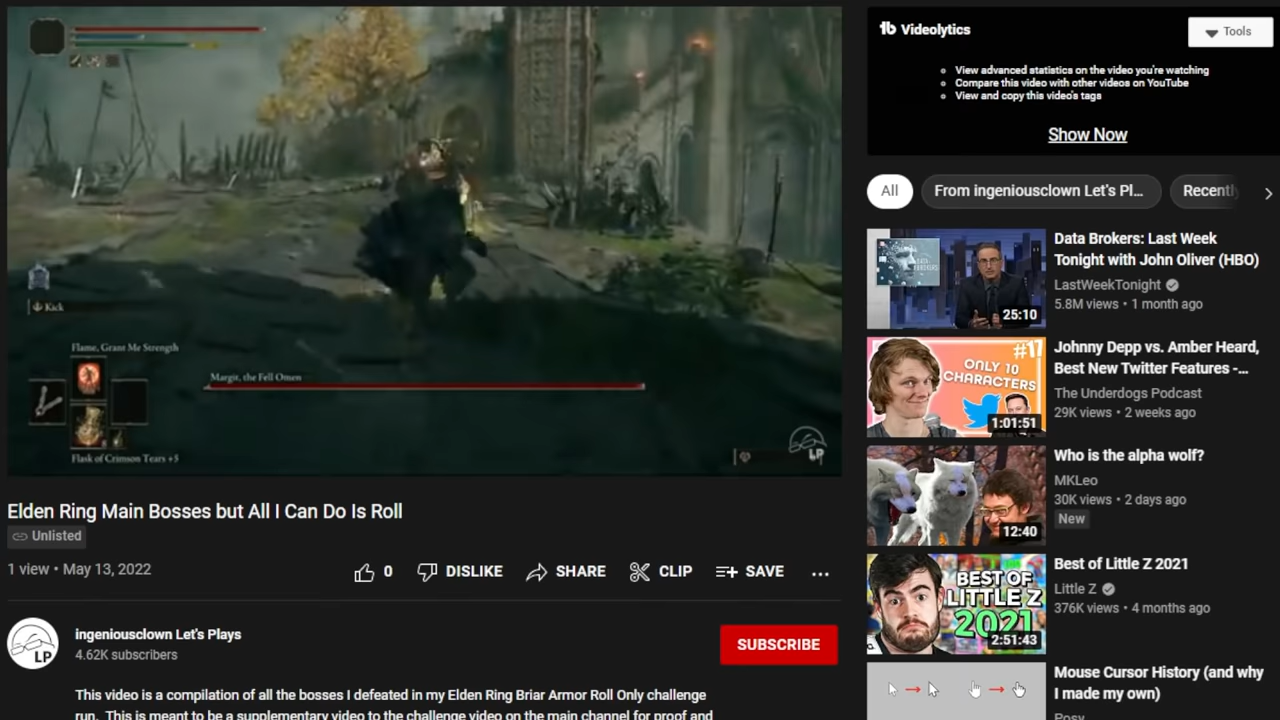 Kick
Flame, Grant Me Strength
Margit, the Fell Omen
Flask of Crimson Tears +5
LP
Elden Ring Main Bosses but All I Can Do Is Roll
Unlisted
1 view • May 13, 2022
0 DISLIKE SHARE CLIP SAVE ...
LP
ingeniousclown Let's Plays
4.62K subscribers
SUBSCRIBE
This video is a compilation of all the bosses I defeated in my Elden Ring Briar Armor Roll Only challenge
run. This is meant to be a supplementary video to the challenge video on the main channel for proof and
Videolytics
Tools
View advanced statistics on the video you're watching
Compare this video with other videos on YouTube
View and copy this video's tags
Show Now
All From ingeniousclown Let's Pl... Recently
DATA
BROKERS
25:10
Data Brokers: Last Week
Tonight with John Oliver (HBO)
LastWeekTonight
5.8M views • 1 month ago
#17
ONLY 10
CHARACTERS
1:01:51
Johnny Depp vs. Amber Heard,
Best New Twitter Features -...
The Underdogs Podcast
29K views • 2 weeks ago
12:40
Who is the alpha wolf?
MKLeo
30K views • 2 days ago
New
BEST OF
LITTLE Z
2021
2:51:43
Best of Little Z 2021
Little Z
376K views • 4 months ago
Mouse Cursor History (and why
I made my own)
Posy